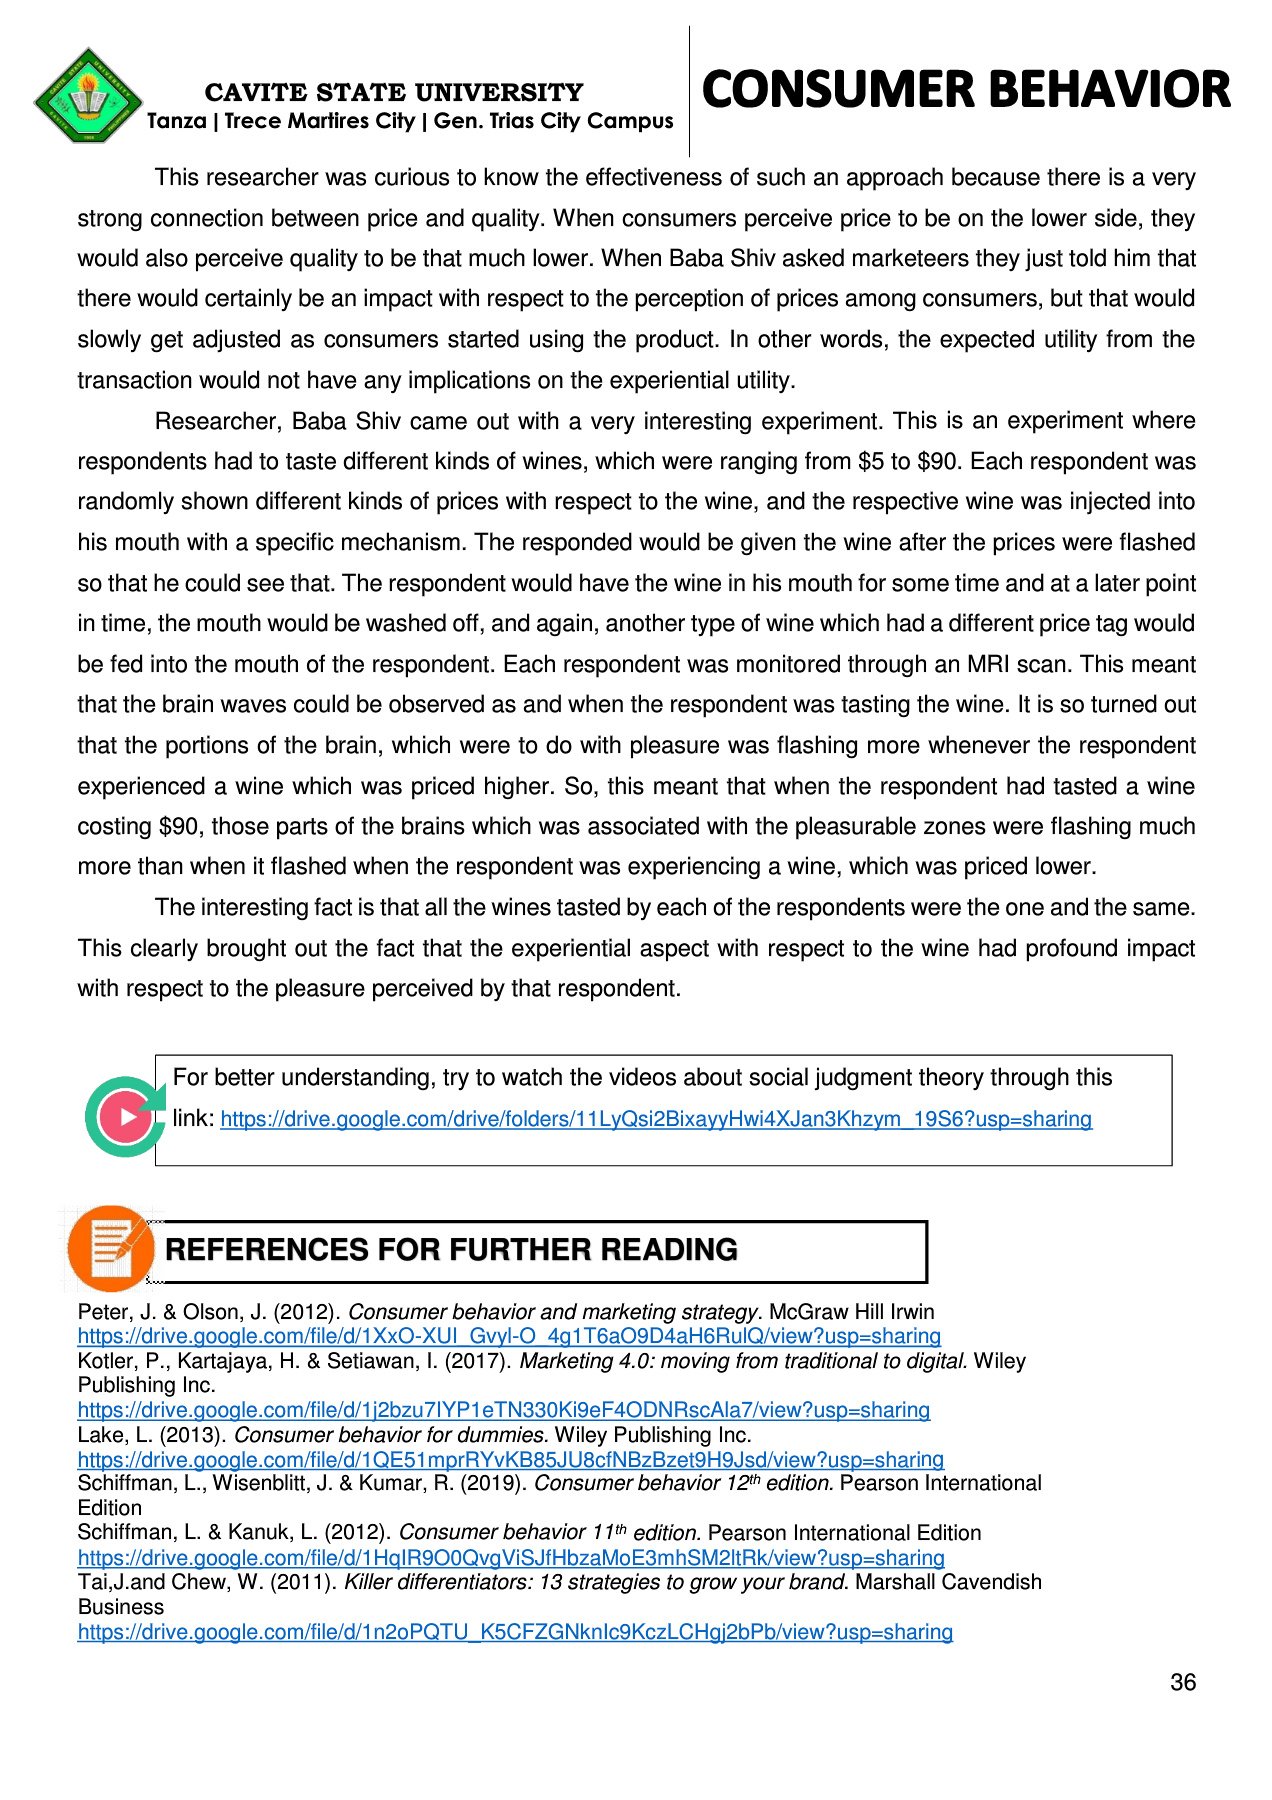 CAVITE STATE UNIVERSITY
Tanza | Trece Martires City | Gen. Trias City Campus
CONSUMER BEHAVIOR
This researcher was curious to know the effectiveness of such an approach because there is a very
strong connection between price and quality. When consumers perceive price to be on the lower side, they
would also perceive quality to be that much lower. When Baba Shiv asked marketeers they just told him that
there would certainly be an impact with respect to the perception of prices among consumers, but that would
slowly get adjusted as consumers started using the product. In other words, the expected utility from the
transaction would not have any implications on the experiential utility.
Researcher, Baba Shiv came out with a very interesting experiment. This is an experiment where
respondents had to taste different kinds of wines, which were ranging from $5 to $90. Each respondent was
randomly shown different kinds of prices with respect to the wine, and the respective wine was injected into
his mouth with a specific mechanism. The responded would be given the wine after the prices were flashed
so that he could see that. The respondent would have the wine in his mouth for some time and at a later point
in time, the mouth would be washed off, and again, another type of wine which had a different price tag would
be fed into the mouth of the respondent. Each respondent was monitored through an MRI scan. This meant
that the brain waves could be observed as and when the respondent was tasting the wine. It is so turned out
that the portions of the brain, which were to do with pleasure was flashing more whenever the respondent
experienced a wine which was priced higher. So, this meant that when the respondent had tasted a wine
costing $90, those parts of the brains which was associated with the pleasurable zones were flashing much
more than when it flashed when the respondent was experiencing a wine, which was priced lower.
The interesting fact is that all the wines tasted by each of the respondents were the one and the same.
This clearly brought out the fact that the experiential aspect with respect to the wine had profound impact
with respect to the pleasure perceived by that respondent.
For better understanding, try to watch the videos about social judgment theory through this
link: https://drive.google.com/drive/folders/11LyQsi2BixayyHwi4XJan3Khzym_19S6?usp=sharing
REFERENCES FOR FURTHER READING
Peter, J. & Olson, J. (2012). Consumer behavior and marketing strategy. McGraw Hill Irwin
https://drive.google.com/file/d/1XxO-XUI_Gvyl-O_4g1T6aO9D4aH6RulQ/view?usp=sharing
Kotler, P., Kartajaya, H. & Setiawan, I. (2017). Marketing 4.0: moving from traditional to digital. Wiley
Publishing Inc.
https://drive.google.com/file/d/1j2bzu7IYP1eTN330Ki9eF4ODNRscAla7/view?usp=sharing
Lake, L. (2013). Consumer behavior for dummies. Wiley Publishing Inc.
https://drive.google.com/file/d/1QE51mprRYvKB85JU8cfNBzBzet9H9Jsd/view?usp=sharing
Schiffman, L., Wisenblitt, J. & Kumar, R. (2019). Consumer behavior 12th edition. Pearson International
Edition
Schiffman, L. & Kanuk, L. (2012). Consumer behavior 11th edition. Pearson International Edition
https://drive.google.com/file/d/1HqIR9O0QvgViSJfHbzaMoE3mhSM2ltRk/view?usp=sharing
Tai,J.and Chew, W. (2011). Killer differentiators: 13 strategies to grow your brand. Marshall Cavendish
Business
https://drive.google.com/file/d/1n2oPQTU_K5CFZGNknIc9KczLCHgj2bPb/view?usp=sharing
36